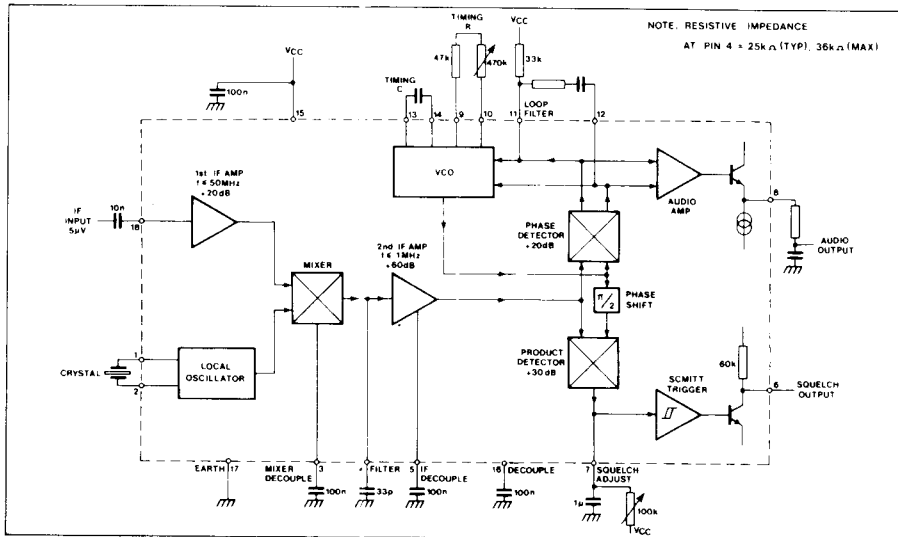 NOTE. RESISTIVE IMPEDANCE
AT PIN 4 = 25kΩ (TYP), 36kΩ (MAX)
TIMING
R
VCC
VCC
47k
470k
33k
100n
TIMING
C
LOOP
FILTER
15
13
14
9
10
11
12
1st IF AMP
f ≤ 50MHz
+20dB
VCO
AUDIO
AMP
8
IF
INPUT
5µV
10n
18
2nd IF AMP
f ≤ 1MHz
+60dB
PHASE
DETECTOR
+20dB
AUDIO
OUTPUT
MIXER
π/2
PHASE
SHIFT
CRYSTAL
1
2
LOCAL
OSCILLATOR
PRODUCT
DETECTOR
+30dB
60k
SCMITT
TRIGGER
6
SQUELCH
OUTPUT
EARTH
17
MIXER
DECOUPLE
3
FILTER
5
IF
DECOUPLE
16
DECOUPLE
7
SQUELCH
ADJUST
100n
33p
100n
100n
1µ
100k
VCC